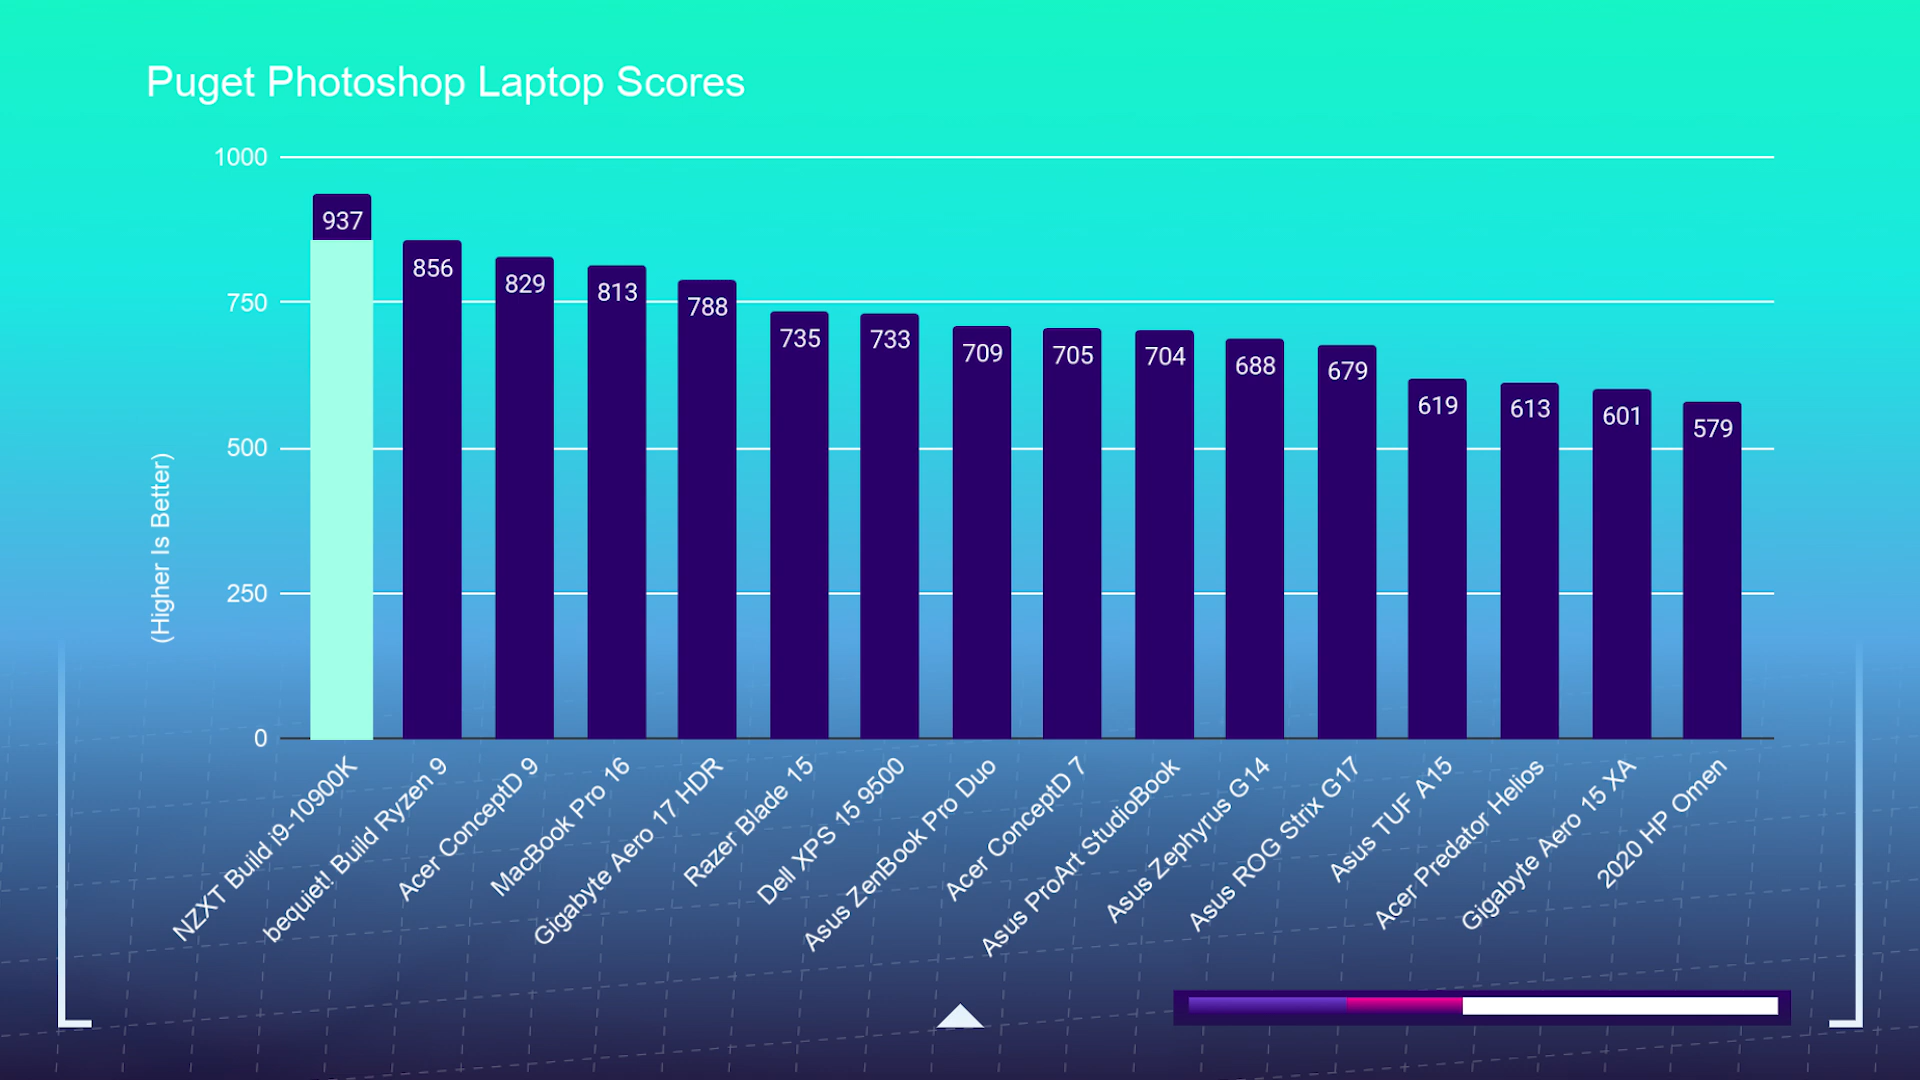 Puget Photoshop Laptop Scores
(Higher Is Better)
1000
750
500
250
0
937
856
829
813
788
735
733
709
705
704
688
679
619
613
601
579
NZXT Build i9-10900K
bequiet! Build Ryzen 9
Acer ConceptD 9
MacBook Pro 16
Gigabyte Aero 17 HDR
Razer Blade 15
Dell XPS 15 9500
Asus ZenBook Pro Duo
Acer ConceptD 7
Asus ProArt StudioBook
Asus Zephyrus G14
Asus ROG Strix G17
Asus TUF A15
Acer Predator Helios
Gigabyte Aero 15 XA
2020 HP Omen